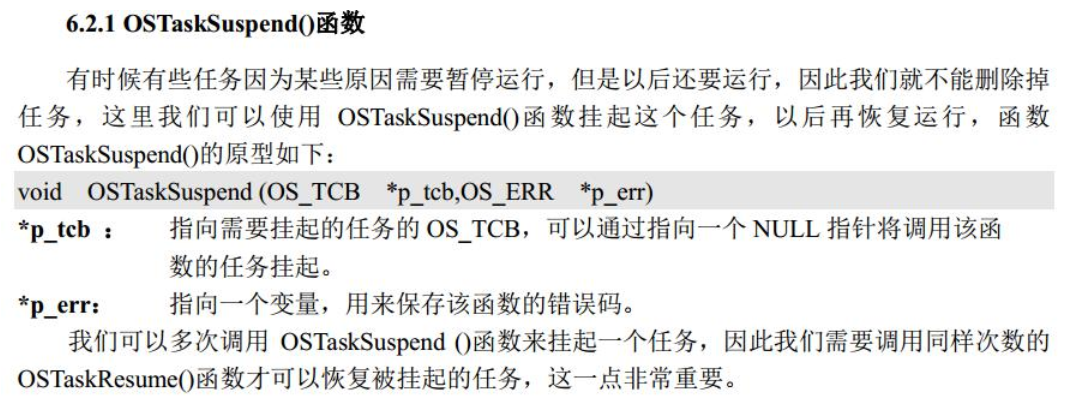 6.2.1 OSTaskSuspend()函数
有时候有些任务因为某些原因需要暂停运行，但是以后还要运行，因此我们就不能删除掉
任务，这里我们可以使用 OSTaskSuspend()函数挂起这个任务，以后再恢复运行，函数
OSTaskSuspend()的原型如下：
void OSTaskSuspend (OS_TCB *p_tcb,OS_ERR *p_err)
*p_tcb ： 指向需要挂起的任务的 OS_TCB，可以通过指向一个 NULL 指针将调用该函
数的任务挂起。
*p_err： 指向一个变量，用来保存该函数的错误码。
我们可以多次调用 OSTaskSuspend ()函数来挂起一个任务，因此我们需要调用同样次数的
OSTaskResume()函数才可以恢复被挂起的任务，这一点非常重要。